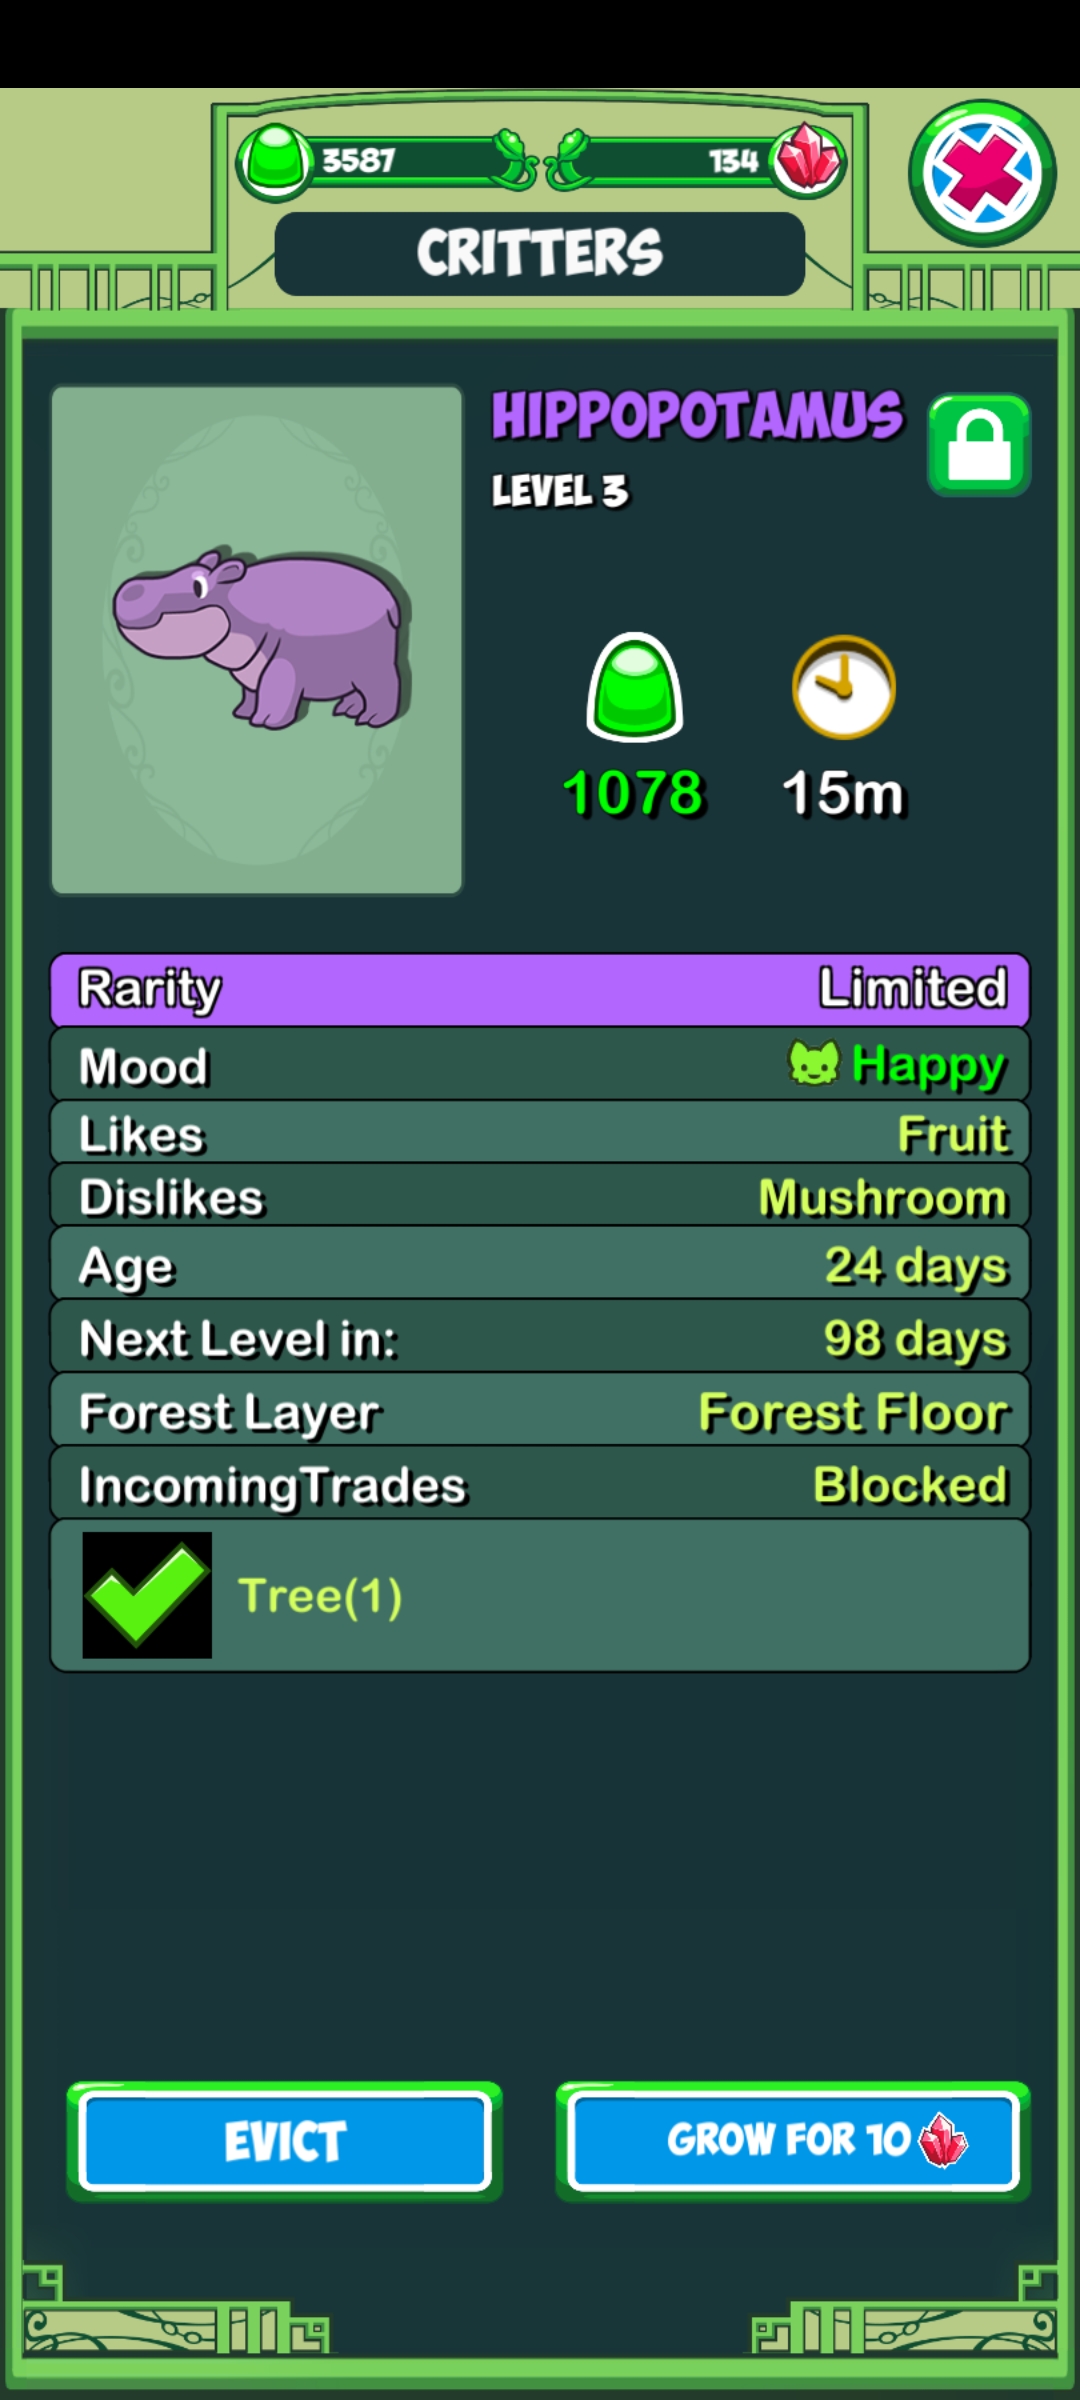 3587
134
CRITTERS
HIPPOPOTAMUS
LEVEL 3
1078
15m
Rarity Limited
Mood Happy
Likes Fruit
Dislikes Mushroom
Age 24 days
Next Level in: 98 days
Forest Layer Forest Floor
IncomingTrades Blocked
Tree(1)
EVICT
GROW FOR 10